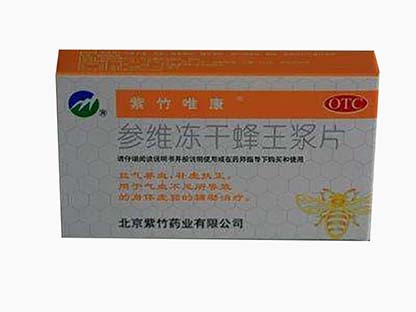 紫竹唯康®
OTC
®
参维冻干蜂王浆片
请仔细阅读说明书并按说明使用或在药师指导下购买和使用
益气养血，补虚扶正。
用于气血不足所导致
的身体虚弱的辅助治疗。
北京紫竹药业有限公司